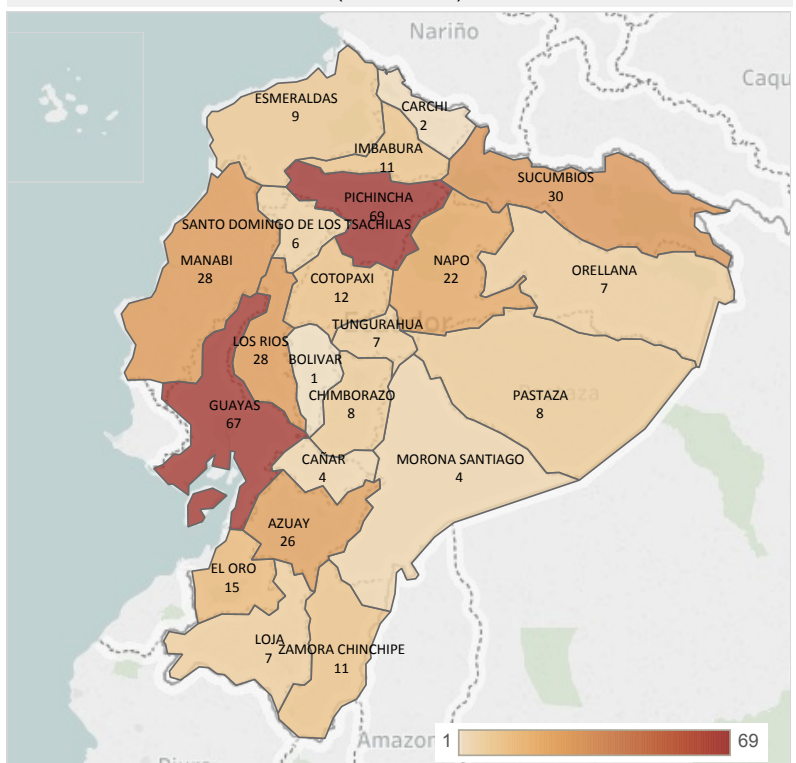 Nariño
Caqu
ESMERALDAS
9
CARCHI
2
IMBABURA
11
SUCUMBIOS
30
PICHINCHA
69
SANTO DOMINGO DE LOS TSACHILAS
6
MANABI
28
NAPO
22
ORELLANA
7
COTOPAXI
12
TUNGURAHUA
7
LOS RIOS
28
BOLIVAR
1
CHIMBORAZO
8
PASTAZA
8
GUAYAS
67
CAÑAR
4
MORONA SANTIAGO
4
AZUAY
26
EL ORO
15
LOJA
7
ZAMORA CHINCHIPE
11
Amazon
1
69